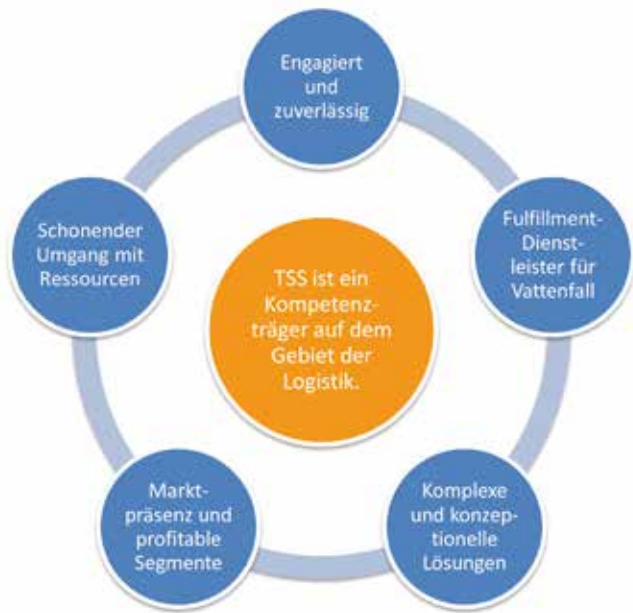 Engagiert
und
zuverlässig
Fulfillment-
Dienst-
leister für
Vattenfall
Komplexe
und konzep-
tionelle
Lösungen
Markt-
präsenz und
profitable
Segmente
Schonender
Umgang mit
Ressourcen
TSS ist ein
Kompetenz-
träger auf dem
Gebiet der
Logistik.